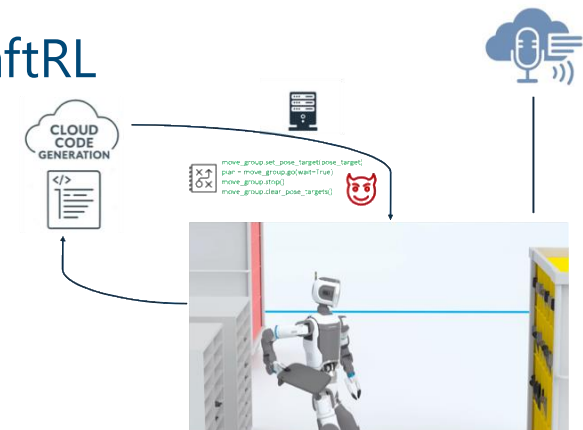 ftRL
CLOUD
CODE
GENERATION
</>
move_group.set_pose_target(pose_target)
plan = move_group.go(wait=True)
move_group.stop()
move_group.clear_pose_targets()